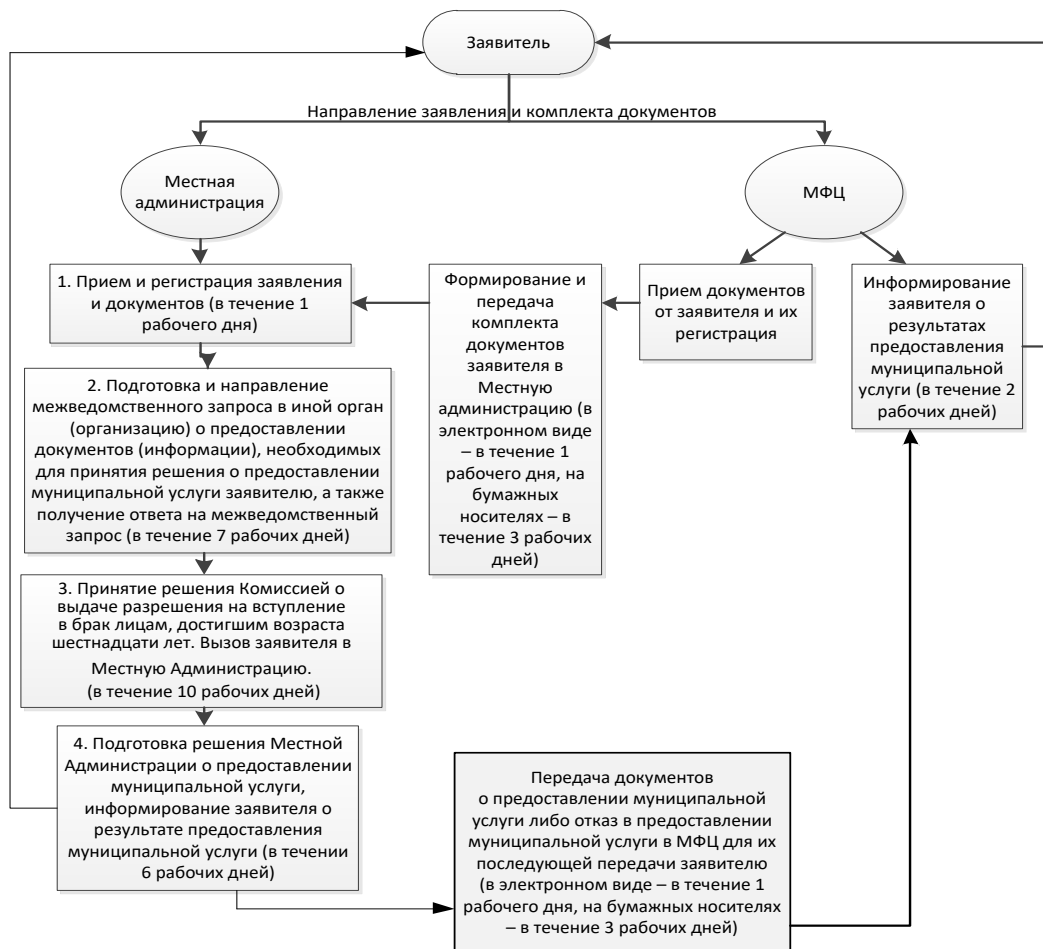 Заявитель
Направление заявления и комплекта документов
Местная
администрация
МФЦ
1. Прием и регистрация заявления
и документов (в течение 1
рабочего дня)
Формирование и
передача
комплекта
документов
заявителя в
Местную
администрацию (в
электронном виде
– в течение 1
рабочего дня, на
бумажных
носителях – в
течение 3 рабочих
дней)
Прием документов
от заявителя и их
регистрация
Информирование
заявителя о
результатах
предоставления
муниципальной
услуги (в течение 2
рабочих дней)
2. Подготовка и направление
межведомственного запроса в иной орган
(организацию) о предоставлении
документов (информации), необходимых
для принятия решения о предоставлении
муниципальной услуги заявителю, а также
получение ответа на межведомственный
запрос (в течение 7 рабочих дней)
3. Принятие решения Комиссией о
выдаче разрешения на вступление
в брак лицам, достигшим возраста
шестнадцати лет. Вызов заявителя в
Местную Администрацию.
(в течение 10 рабочих дней)
4. Подготовка решения Местной
Администрации о предоставлении
муниципальной услуги,
информирование заявителя о
результате предоставления
муниципальной услуги (в течении
6 рабочих дней)
Передача документов
о предоставлении муниципальной
услуги либо отказ в предоставлении
муниципальной услуги в МФЦ для их
последующей передачи заявителю
(в электронном виде – в течение 1
рабочего дня, на бумажных носителях
– в течение 3 рабочих дней)